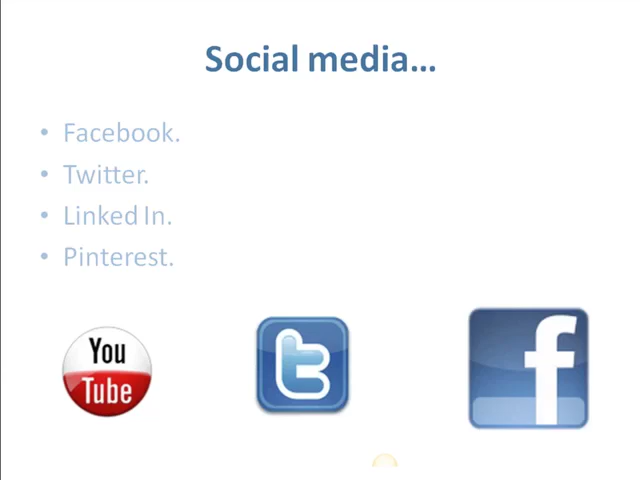 Social media…
• Facebook.
• Twitter.
• Linked In.
• Pinterest.
You
Tube
t
f